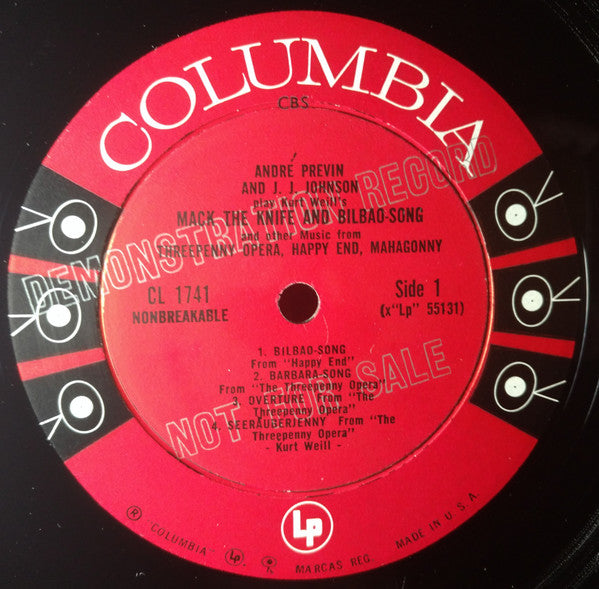 COLUMBIA
CBS
ANDRÉ PREVIN
AND J. J. JOHNSON
play Kurt Weill's
MACK THE KNIFE AND BILBAO-SONG
and other Music from
THREEPENNY OPERA, HAPPY END, MAHAGONNY
DEMONSTRATION RECORD
CL 1741
NONBREAKABLE
Side 1
(x"Lp" 55131)
1. BILBAO-SONG
From "Happy End"
2. BARBARA-SONG
From "The Threepenny Opera"
3. OVERTURE From "The
Threepenny Opera"
4. SEERÄUBERJENNY From "The
Threepenny Opera"
- Kurt Weill -
NOT FOR SALE
Lp
® COLUMBIA Lp MARCAS REG. MADE IN U.S.A.